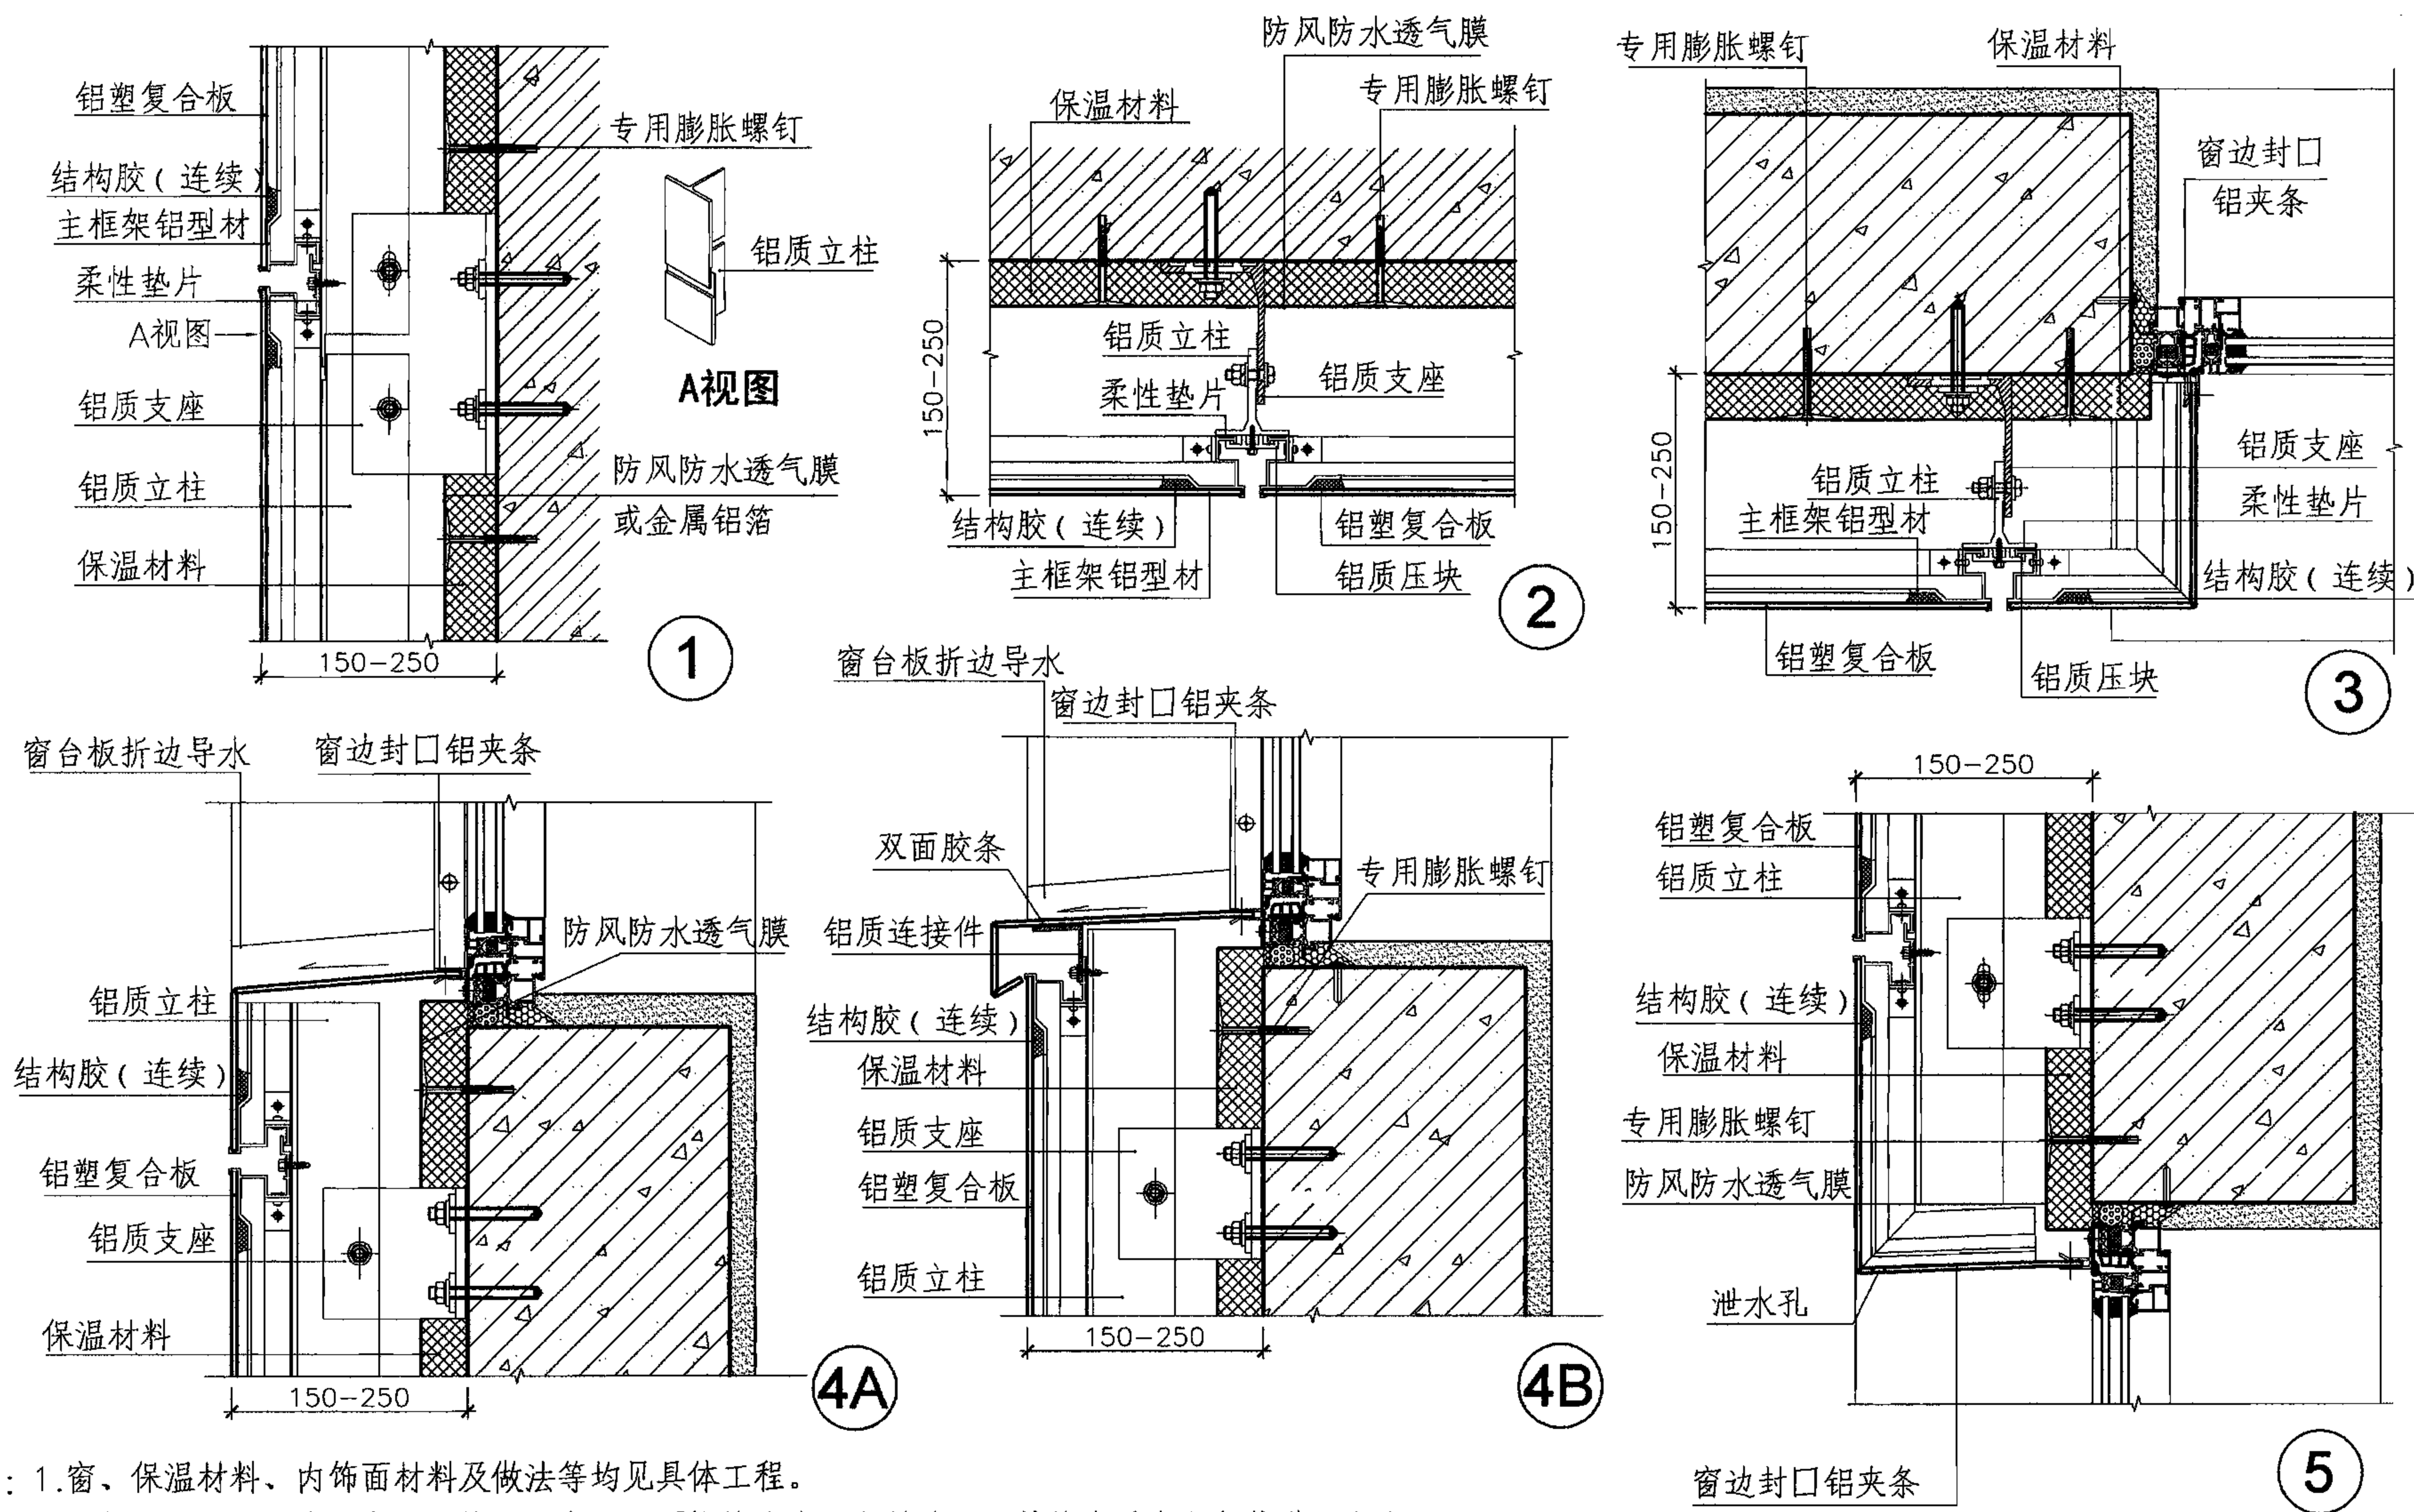 铝塑复合板
结构胶(连续)
主框架铝型材
柔性垫片
A视图
铝质支座
铝质立柱
保温材料
专用膨胀螺钉
铝质立柱
A视图
防风防水透气膜
或金属铝箔
150-250
1
防风防水透气膜
保温材料
专用膨胀螺钉
150-250
铝质立柱
铝质支座
柔性垫片
结构胶(连续)
铝塑复合板
主框架铝型材
铝质压块
2
专用膨胀螺钉
保温材料
窗边封口
铝夹条
150-250
铝质支座
铝质立柱
柔性垫片
主框架铝型材
结构胶(连续)
铝塑复合板
铝质压块
3
窗台板折边导水
窗边封口铝夹条
防风防水透气膜
铝质立柱
结构胶(连续)
铝塑复合板
铝质支座
保温材料
150-250
4A
窗台板折边导水
窗边封口铝夹条
双面胶条
专用膨胀螺钉
铝质连接件
结构胶(连续)
保温材料
铝质支座
铝塑复合板
铝质立柱
150-250
4B
150-250
铝塑复合板
铝质立柱
结构胶(连续)
保温材料
专用膨胀螺钉
防风防水透气膜
泄水孔
窗边封口铝夹条
5
: 1.窗、保温材料、内饰面材料及做法等均见具体工程。